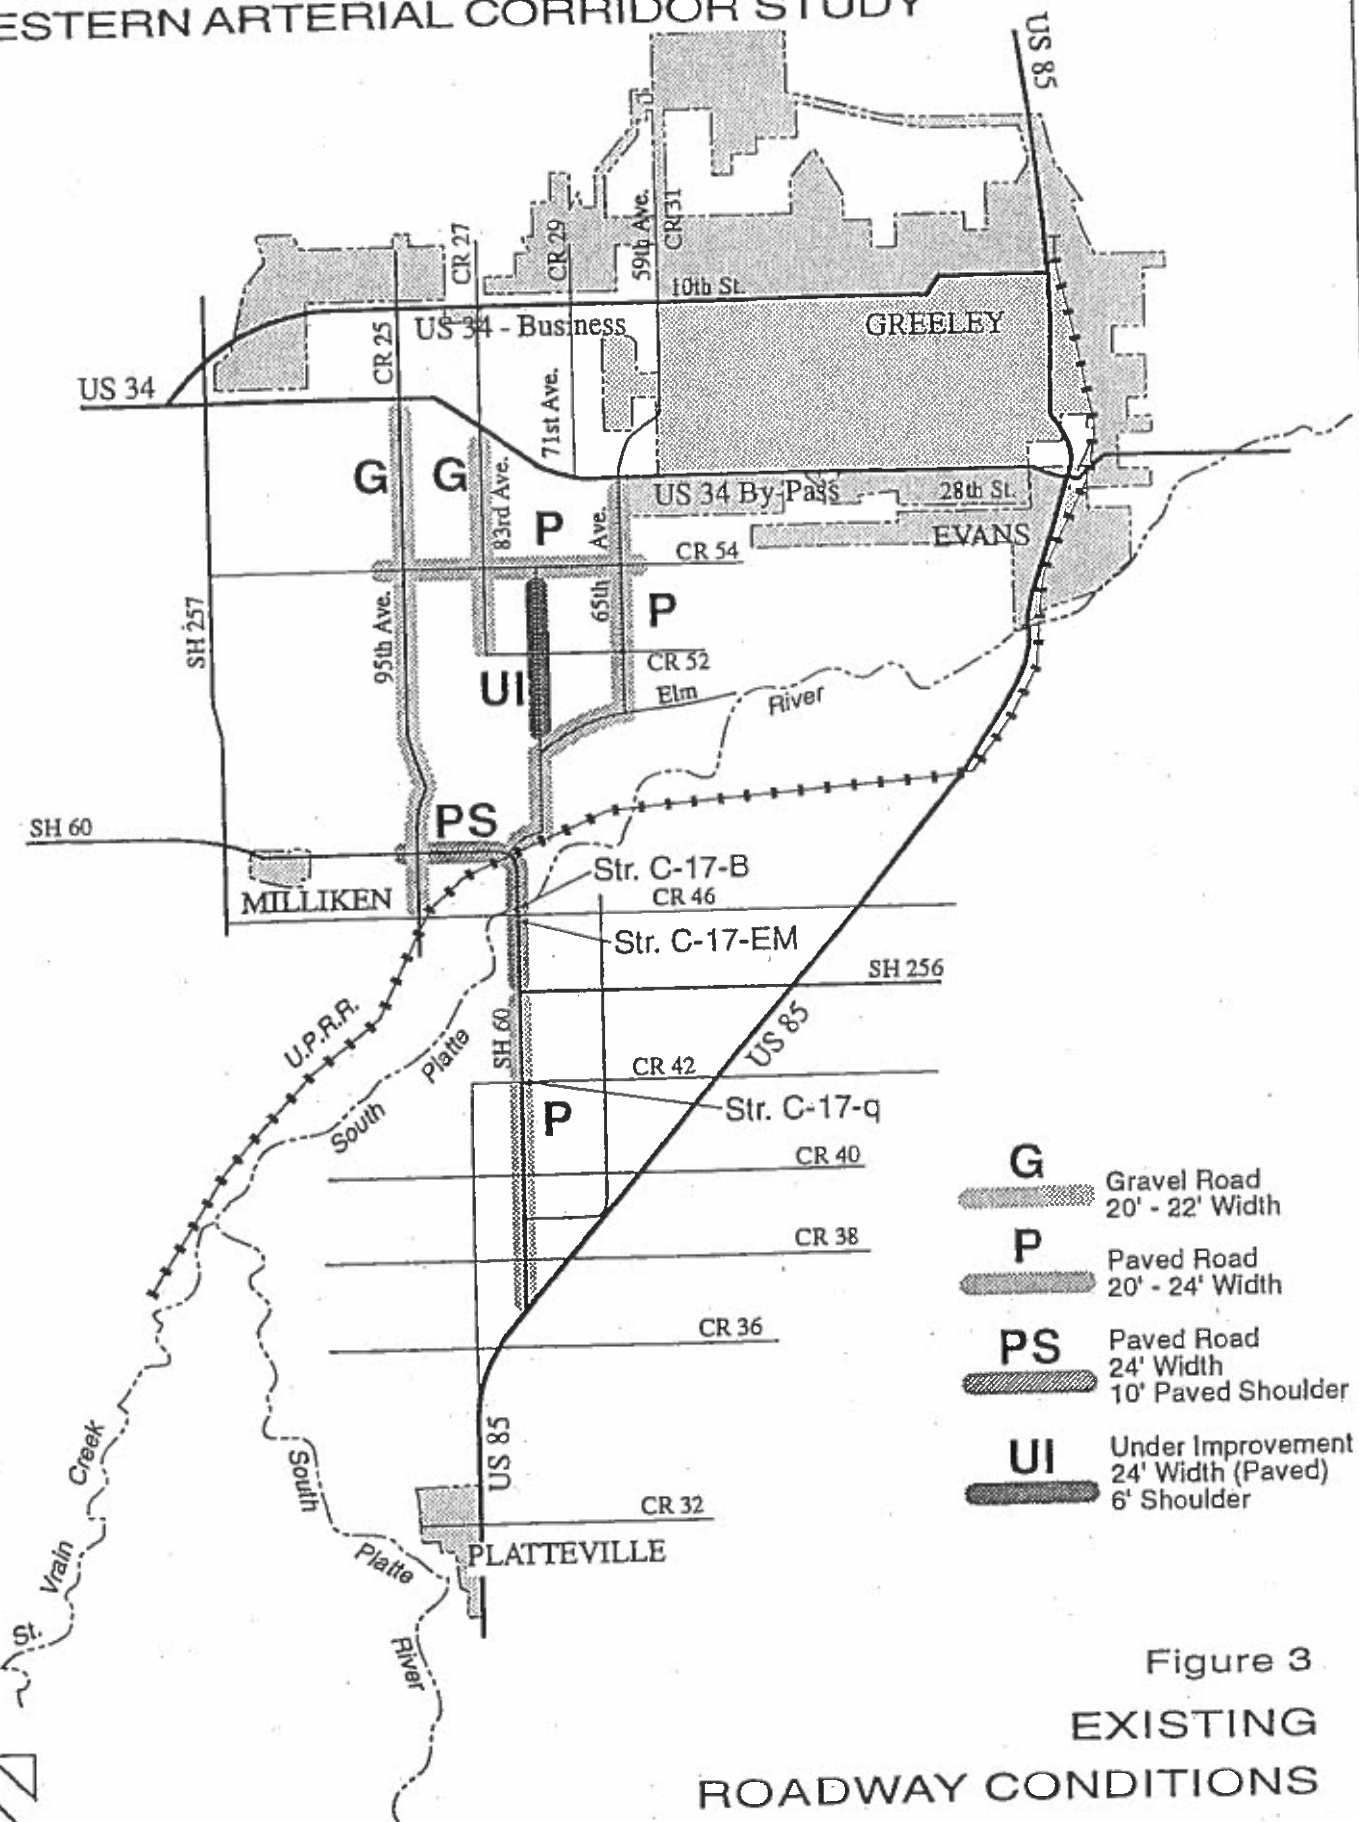 ESTERN ARTERIAL CORRIDOR STUDY
US 85
CR 27
CR 29
59th Ave.
CR 31
10th St.
US 34 - Business
GREELEY
CR 25
US 34
71st Ave.
G
G
83rd Ave.
P
US 34 By-Pass
28th St.
EVANS
CR 54
65th Ave.
P
SH 257
95th Ave.
CR 52
UI
Elm
River
PS
SH 60
MILLIKEN
Str. C-17-B
CR 46
Str. C-17-EM
SH 256
U.P.R.R.
SH 60
South Platte
US 85
CR 42
Str. C-17-q
P
CR 40
CR 38
CR 36
US 85
CR 32
PLATTEVILLE
St. Vrain Creek
South Platte River
G
Gravel Road
20' - 22' Width
P
Paved Road
20' - 24' Width
PS
Paved Road
24' Width
10' Paved Shoulder
UI
Under Improvement
24' Width (Paved)
6' Shoulder
Figure 3
EXISTING
ROADWAY CONDITIONS